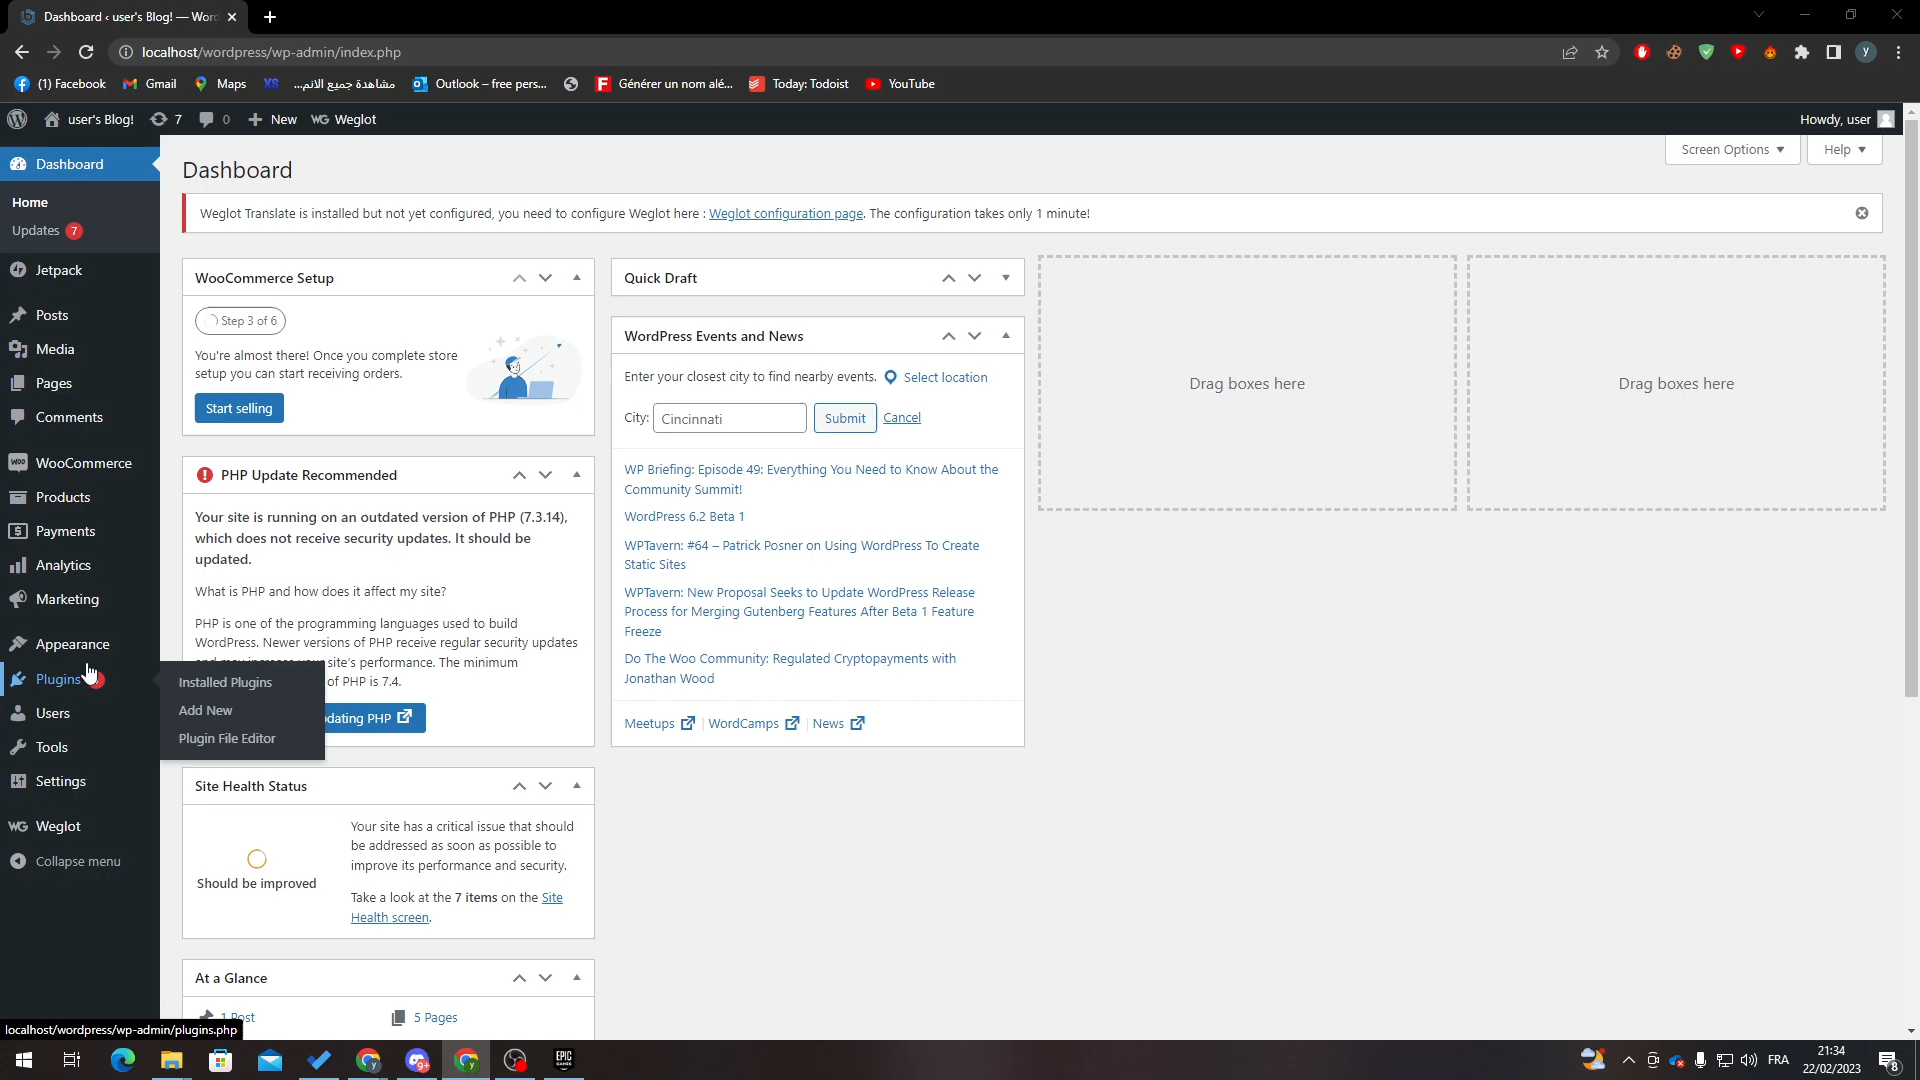 Dashboard ‹ user's Blog! — Wor
localhost/wordpress/wp-admin/index.php
(1) Facebook
Gmail
Maps
XS
مشاهدة جميع الانم...
Outlook – free pers...
Générer un nom alé...
Today: Todoist
YouTube
user's Blog!
7
0
New
WG Weglot
Howdy, user
Screen Options
Help
Dashboard
Home
Updates 7
Jetpack
Posts
Media
Pages
Comments
WooCommerce
Products
Payments
Analytics
Marketing
Appearance
Plugins
Users
Tools
Settings
WG Weglot
Collapse menu
Installed Plugins
Add New
Plugin File Editor
Dashboard
Weglot Translate is installed but not yet configured, you need to configure Weglot here : Weglot configuration page. The configuration takes only 1 minute!
WooCommerce Setup
Step 3 of 6
You're almost there! Once you complete store
setup you can start receiving orders.
Start selling
PHP Update Recommended
Your site is running on an outdated version of PHP (7.3.14),
which does not receive security updates. It should be
updated.
What is PHP and how does it affect my site?
PHP is one of the programming languages used to build
WordPress. Newer versions of PHP receive regular security updates
site's performance. The minimum
of PHP is 7.4.
dating PHP
Site Health Status
Should be improved
Your site has a critical issue that should
be addressed as soon as possible to
improve its performance and security.
Take a look at the 7 items on the Site
Health screen.
At a Glance
1 Post
5 Pages
Quick Draft
WordPress Events and News
Enter your closest city to find nearby events. Select location
City: Cincinnati Submit Cancel
WP Briefing: Episode 49: Everything You Need to Know About the
Community Summit!
WordPress 6.2 Beta 1
WPTavern: #64 – Patrick Posner on Using WordPress To Create
Static Sites
WPTavern: New Proposal Seeks to Update WordPress Release
Process for Merging Gutenberg Features After Beta 1 Feature
Freeze
Do The Woo Community: Regulated Cryptopayments with
Jonathan Wood
Meetups | WordCamps | News
Drag boxes here
Drag boxes here
localhost/wordpress/wp-admin/plugins.php
EPIC
GAMES
9+
FRA
21:34
22/02/2023
8